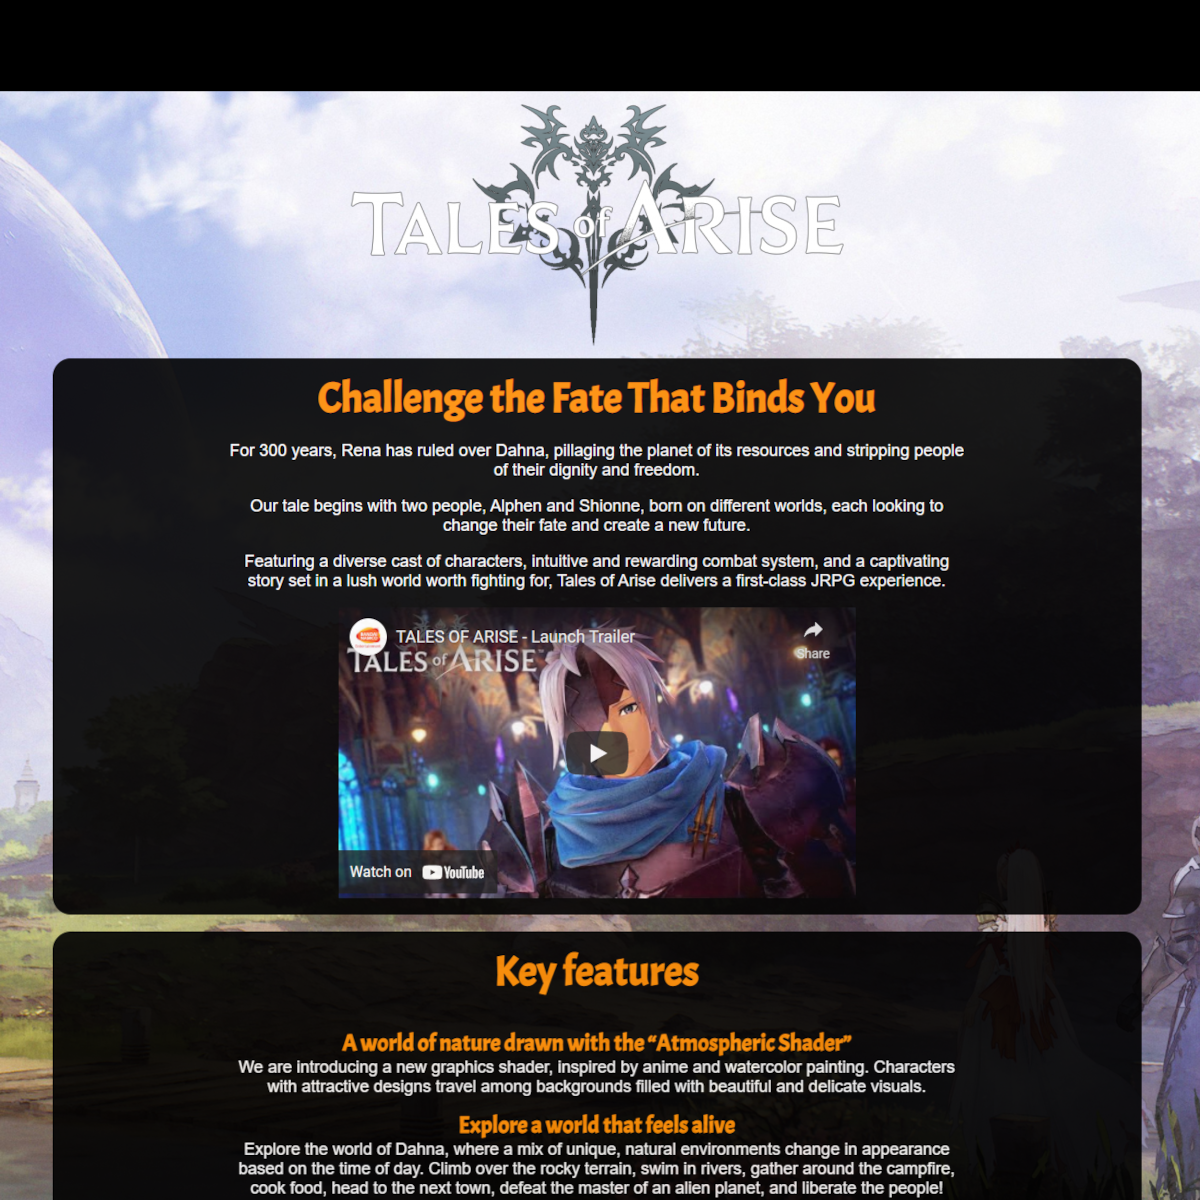 TALES of ARISE
Challenge the Fate That Binds You
For 300 years, Rena has ruled over Dahna, pillaging the planet of its resources and stripping people
of their dignity and freedom.
Our tale begins with two people, Alphen and Shionne, born on different worlds, each looking to
change their fate and create a new future.
Featuring a diverse cast of characters, intuitive and rewarding combat system, and a captivating
story set in a lush world worth fighting for, Tales of Arise delivers a first-class JRPG experience.
TALES OF ARISE - Launch Trailer
Share
TALES of ARISE
Watch on YouTube
Key features
A world of nature drawn with the “Atmospheric Shader”
We are introducing a new graphics shader, inspired by anime and watercolor painting. Characters
with attractive designs travel among backgrounds filled with beautiful and delicate visuals.
Explore a world that feels alive
Explore the world of Dahna, where a mix of unique, natural environments change in appearance
based on the time of day. Climb over the rocky terrain, swim in rivers, gather around the campfire,
cook food, head to the next town, defeat the master of an alien planet, and liberate the people!